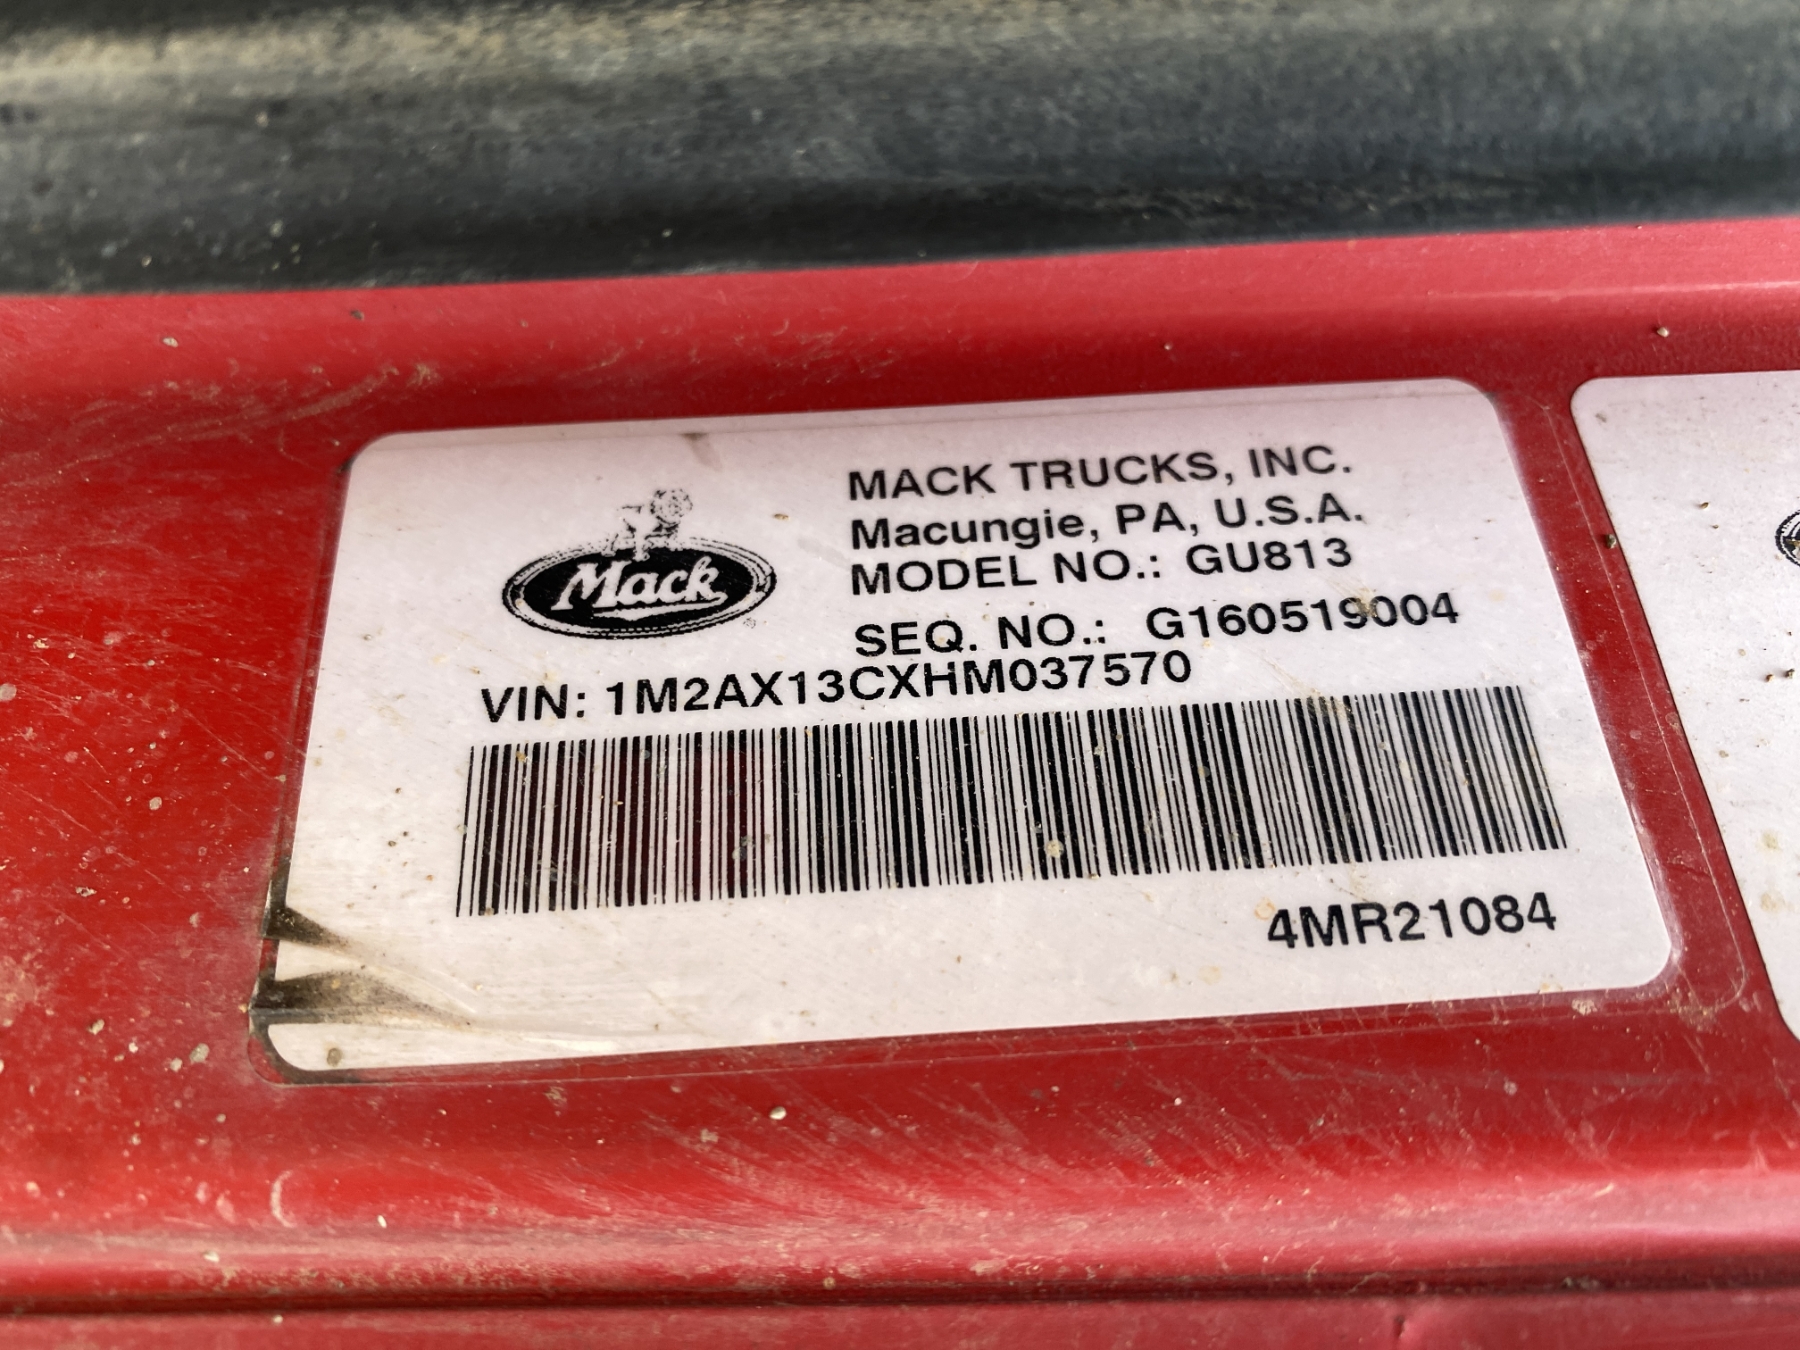 Mack
MACK TRUCKS, INC.
Macungie, PA, U.S.A.
MODEL NO.: GU813
SEQ. NO.: G160519004
VIN: 1M2AX13CXHM037570
4MR21084